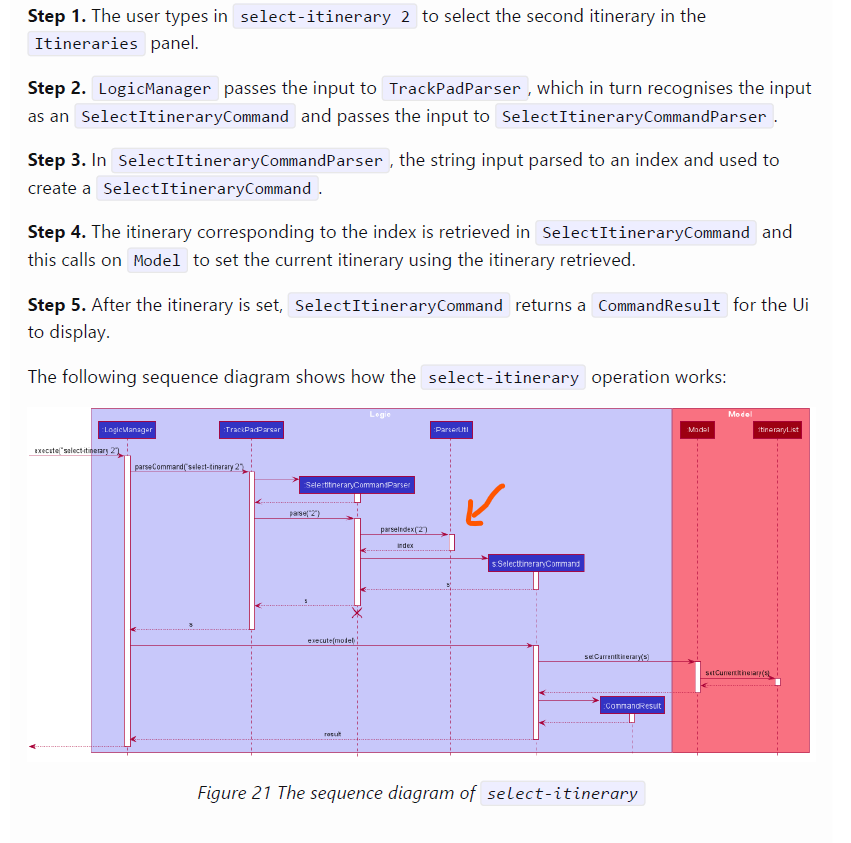 Step 1. The user types in select-itinerary 2 to select the second itinerary in the
Itineraries panel.
Step 2. LogicManager passes the input to TrackPadParser, which in turn recognises the input
as an SelectItineraryCommand and passes the input to SelectItineraryCommandParser.
Step 3. In SelectItineraryCommandParser, the string input parsed to an index and used to
create a SelectItineraryCommand.
Step 4. The itinerary corresponding to the index is retrieved in SelectItineraryCommand and
this calls on Model to set the current itinerary using the itinerary retrieved.
Step 5. After the itinerary is set, SelectItineraryCommand returns a CommandResult for the Ui
to display.
The following sequence diagram shows how the select-itinerary operation works:
Logic
Model
:LogicManager
:TrackPadParser
:ParserUtil
:Model
:ItineraryList
execute("select-itinerary 2")
parseCommand("select-itinerary 2")
:SelectItineraryCommandParser
parse("2")
parseIndex("2")
index
s:SelectItineraryCommand
s
s
s
execute(model)
setCurrentItinerary(s)
setCurrentItinerary(s)
:CommandResult
result
Figure 21 The sequence diagram of select-itinerary